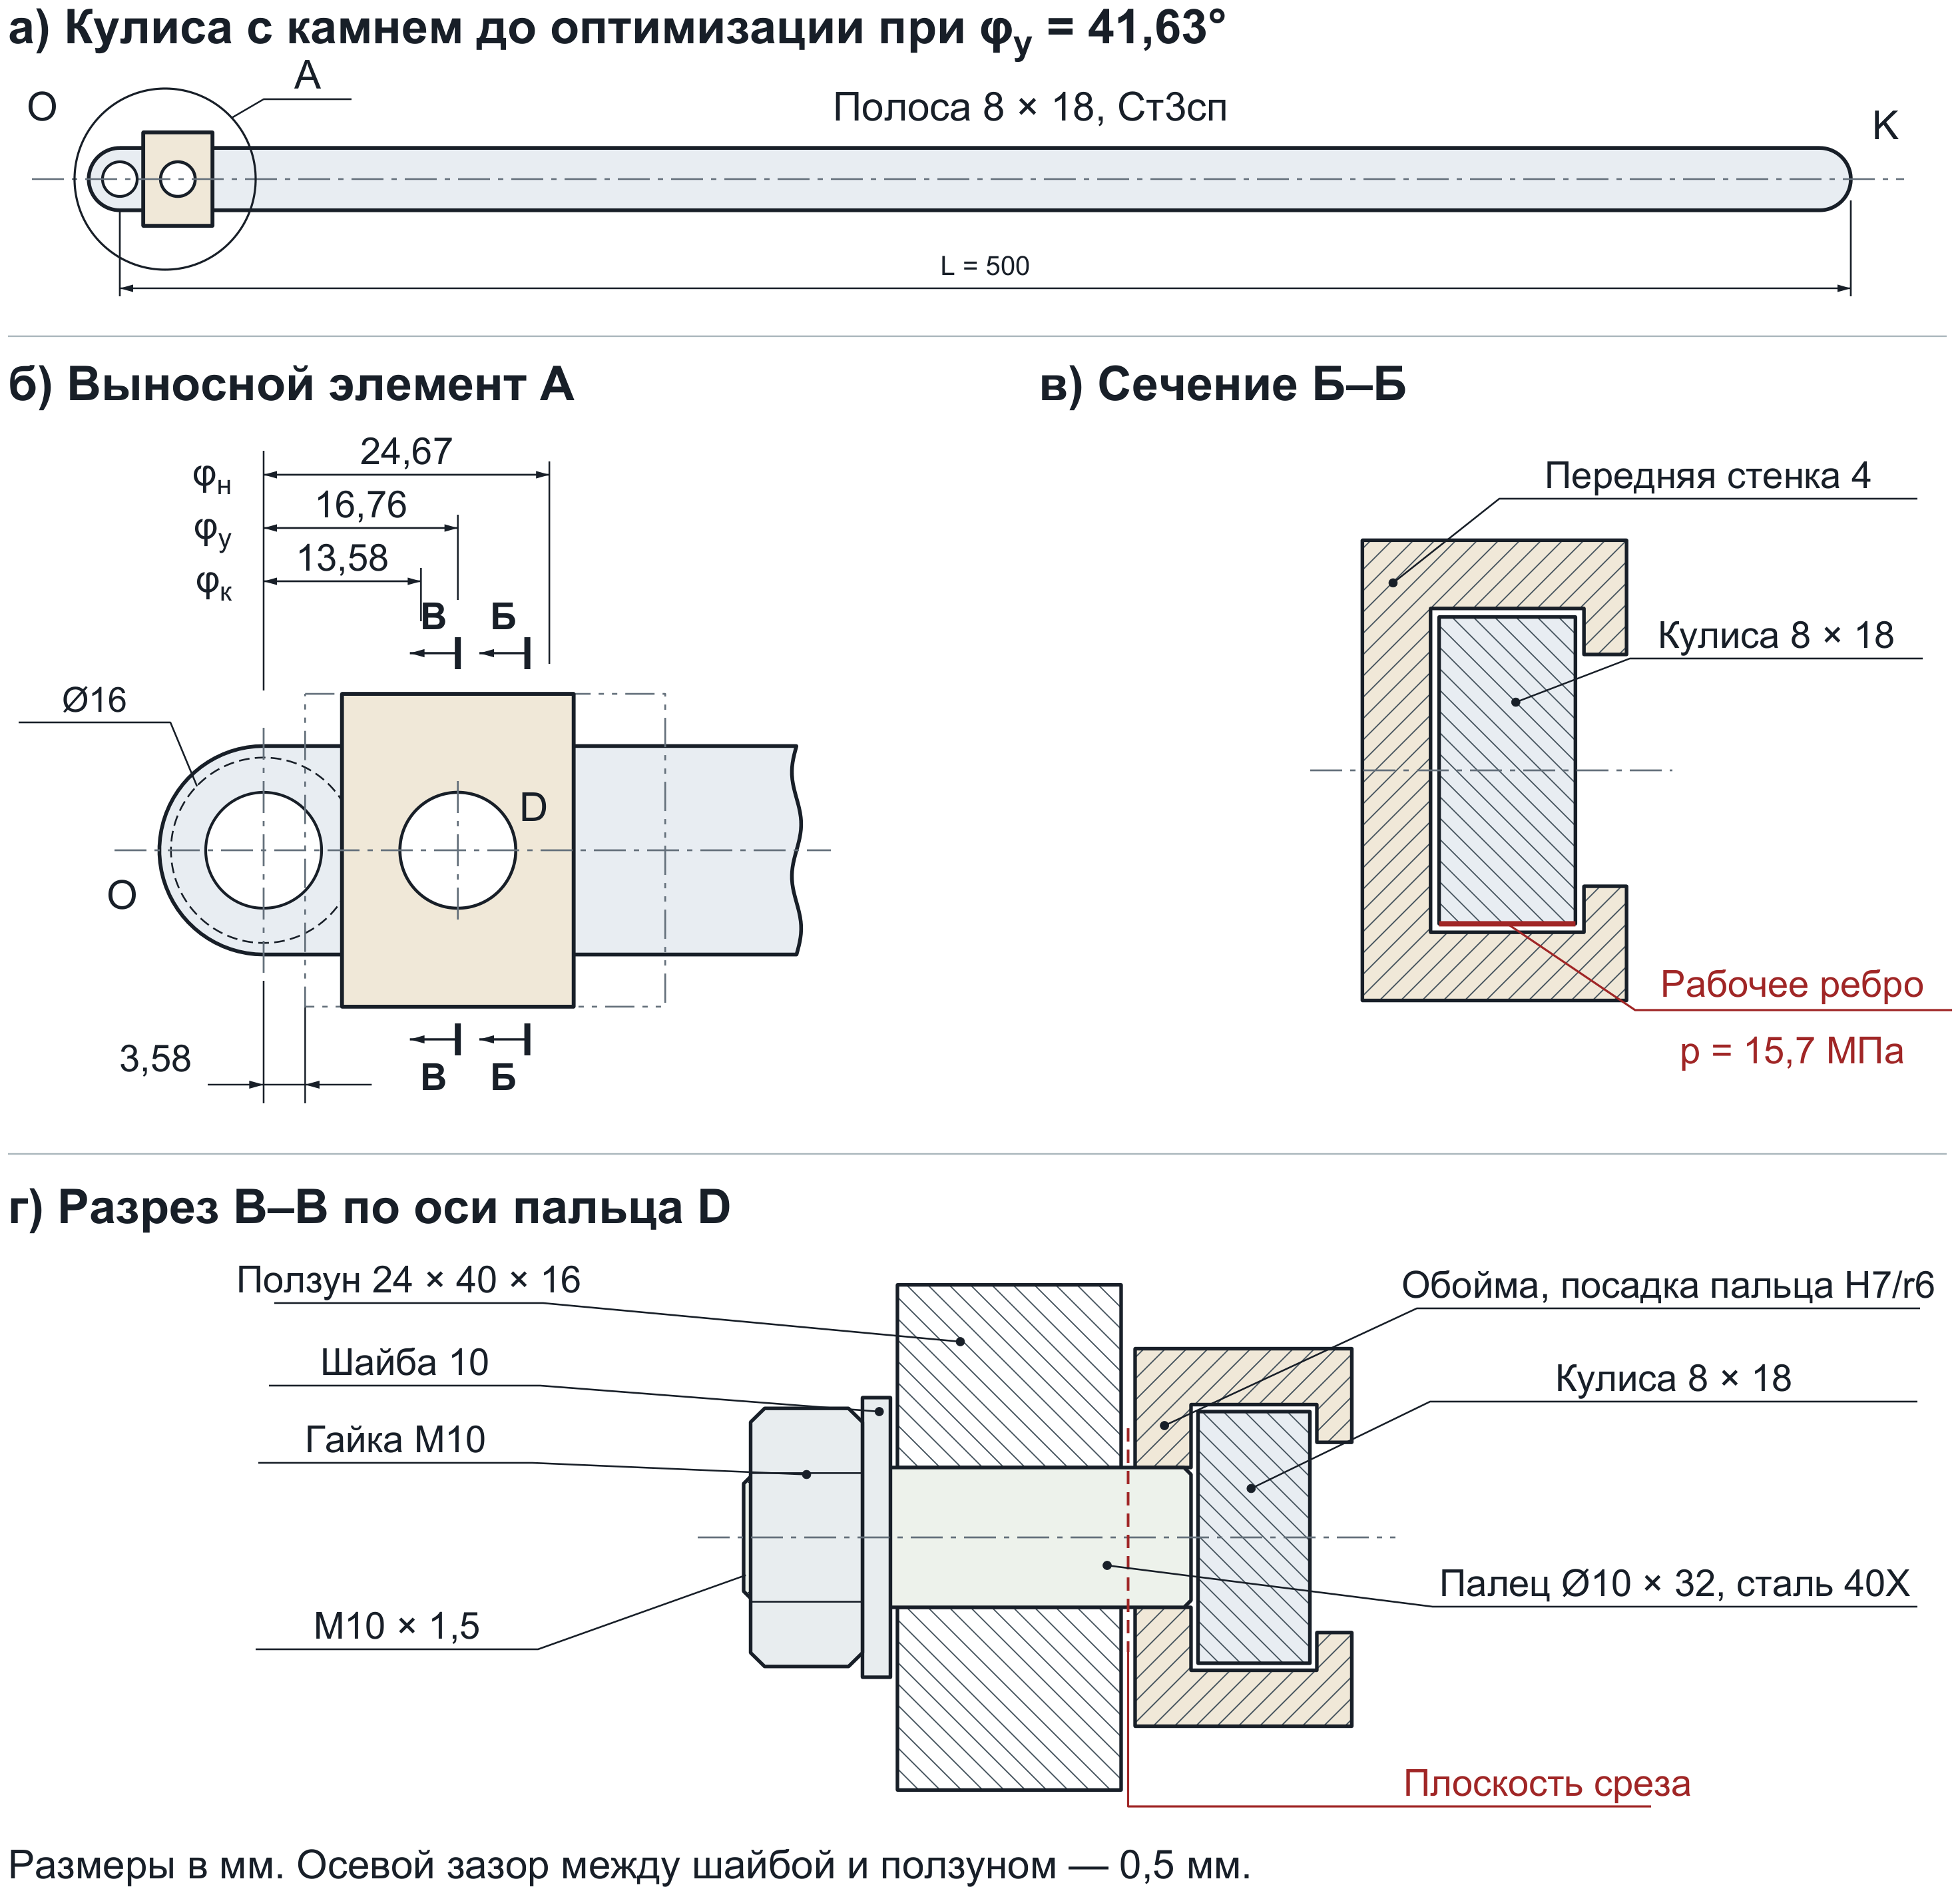 а) Кулиса с камнем до оптимизации при φу = 41,63°
A
O
Полоса 8 × 18, Ст3сп
K
L = 500
б) Выносной элемент А
в) Сечение Б–Б
24,67
φн
16,76
φу
13,58
φк
В Б
Ø16
D
O
3,58
В Б
Передняя стенка 4
Кулиса 8 × 18
Рабочее ребро
p = 15,7 МПа
г) Разрез В–В по оси пальца D
Ползун 24 × 40 × 16
Обойма, посадка пальца H7/r6
Шайба 10
Кулиса 8 × 18
Гайка М10
Палец Ø10 × 32, сталь 40Х
М10 × 1,5
Плоскость среза
Размеры в мм. Осевой зазор между шайбой и ползуном — 0,5 мм.